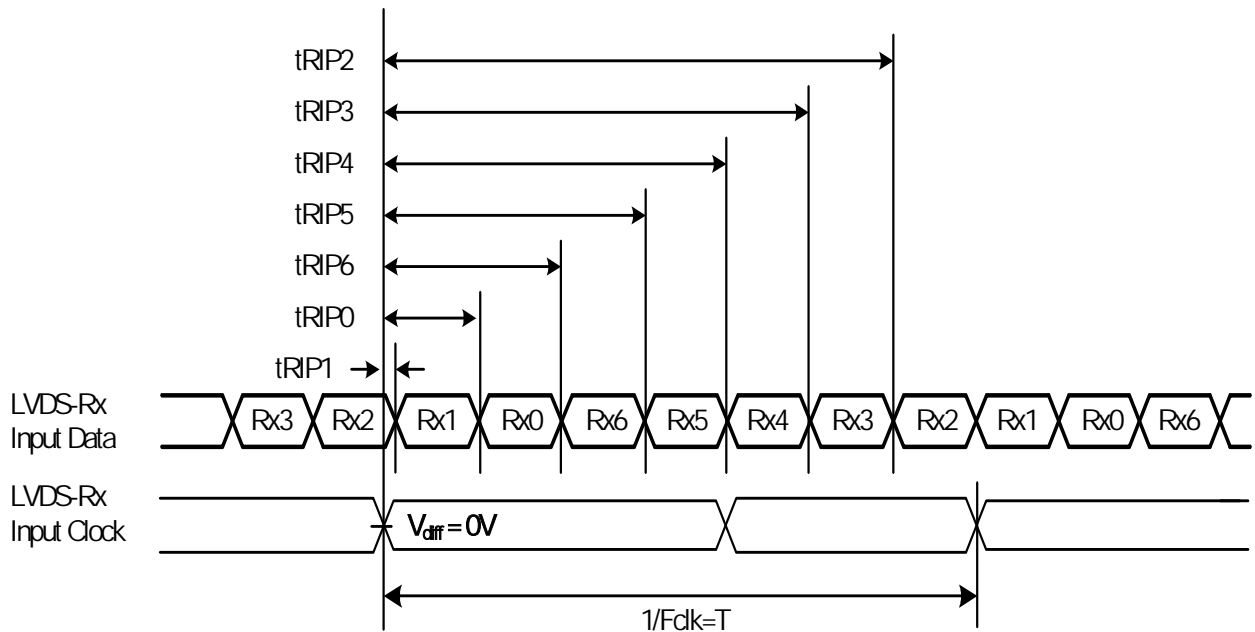 tRIP2
tRIP3
tRIP4
tRIP5
tRIP6
tRIP0
tRIP1
LVDS-Rx
Input Data
Rx3 Rx2 Rx1 Rx0 Rx6 Rx5 Rx4 Rx3 Rx2 Rx1 Rx0 Rx6
LVDS-Rx
Input Clock
Vdiff = 0V
1/Fclk=T